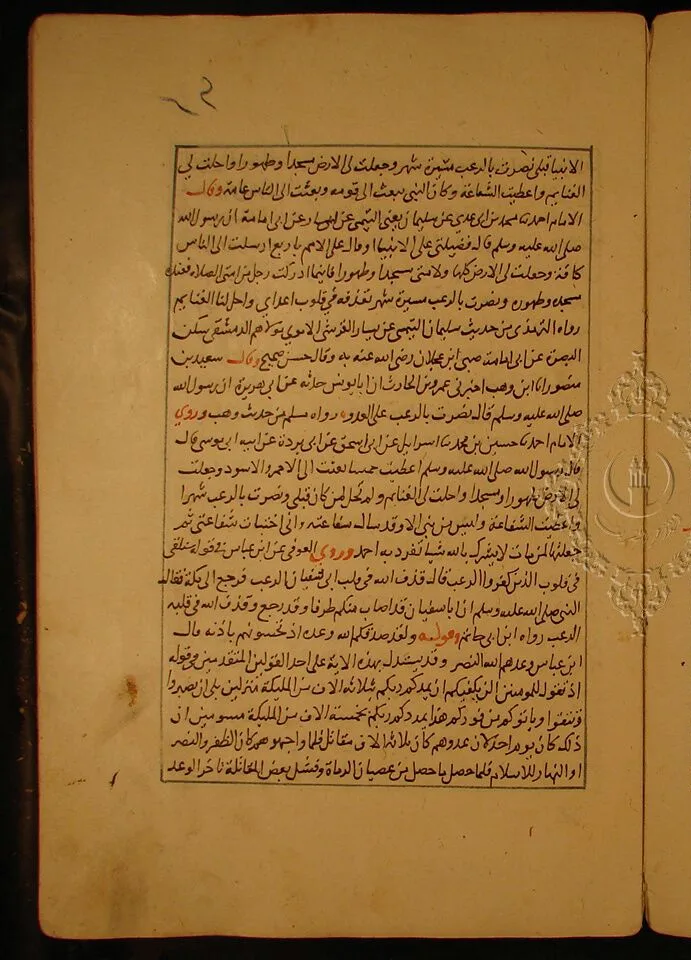 الانبيا قبلي نصرت بالرعب مسيرة شهر وجعلت لي الارض مسجدا وطهورا واحلت لي
الغنايم واعطيت الشفاعة وكان النبي يبعث الى قومه وبعثت الى الناس عامة وقال
الامام احمد ثنا محمد بن ابي عدي عن سليمان يعني التيمي عن سيار عن ابي امامة ان رسول الله
صلى الله عليه وسلم قال فضيلتي على الانبيا او قال على الامم باربع ارسلت الى الناس
كافة وجعلت لي الارض كلها ولامتي مسجدا وطهورا فاينما ادركت رجل من امتي الصلاة فعنده
مسجده وطهوره ونصرت بالرعب مسيرة شهر تقذفه في قلوب اعدايي واحل لنا الغنايم
رواه الترمذي من حديث سليمان التيمي عن سيار القرشي الاموي مولاهم الدمشقي سكن
البصرة عن ابي امامة صدي ابن عجلان رضي الله عنه به وقال حسن صحيح وقال سعيد بن
منصور انا ابن وهب اخبرني عمرو بن الحارث ان ابا يونس حدثه عن ابي هريرة ان رسول الله
صلى الله عليه وسلم قال نصرت بالرعب على العدو رواه مسلم من حديث وهب وروي
الامام احمد ثنا حسين بن محمد ثنا اسرايل عن ابي اسحق عن ابي بردة عن ابيه ابي موسى قال
قال رسول الله صلى الله عليه وسلم اعطيت خمسا بعثت الى الاحمر والاسود وجعلت
لي الارض طهورا ومسجدا واحلت لي الغنايم ولم تحل لمن كان قبلي ونصرت بالرعب شهرا
واعطيت الشفاعة وليس من نبي الا وقد سال شفاعته واني اختبات شفاعتي ثم
جعلتها لمن مات لا يشرك بالله شيا تفرد به احمد وروي العوفي عن ابن عباس في قوله سنلقي
في قلوب الذين كفروا الرعب قال قذف الله في قلب ابي سفيان الرعب فرجع الى مكة فقال
النبي صلى الله عليه وسلم ان ابا سفيان قد اصاب منكم طرفا وقد رجع وقذف الله في قلبه
الرعب رواه ابن ابي حاتم وقوله ولقد صدقكم الله وعده اذ تحسونهم باذنه قال
ابن عباس وعدهم الله النصر وقد يستدل بهذه الاية على احد القولين المتقدمين في قوله
اذ تقول للمومنين الن يكفيكم ان يمدكم ربكم بثلاثة الاف من المليكة منزلين بلى ان تصبروا
وتتقوا وياتوكم من فورهم هذا يمددكم ربكم بخمسة الاف من المليكة مسومين ان
ذلك كان يوم احد لان عدوهم كان ثلاثة الاف مقاتل فلما واجهوهم كان الظفر والنصر
اول النهار للاسلام فلما حصل ما حصل من عصيان الرماة وفشل بعض المقاتلة تاخر الوعد